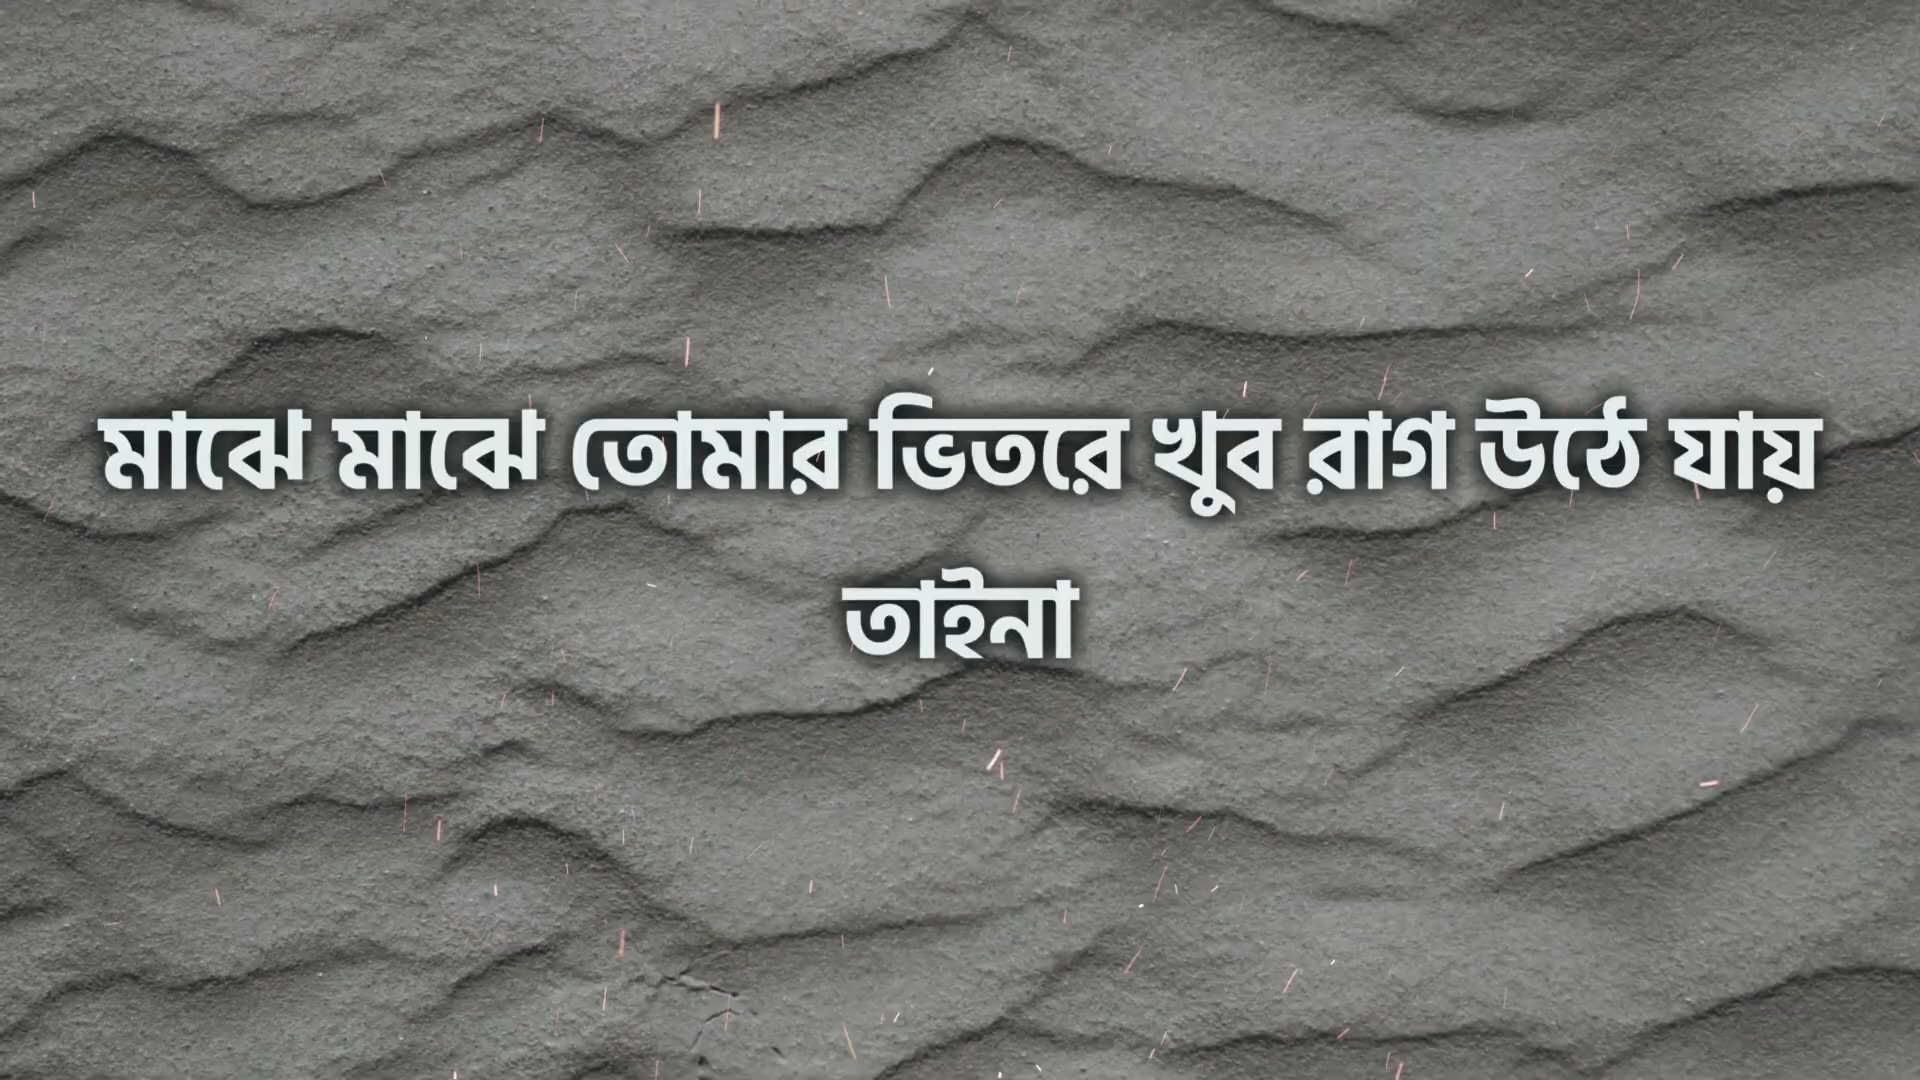 মাঝে মাঝে তোমার ভিতরে খুব রাগ উঠে যায়
তাইনা